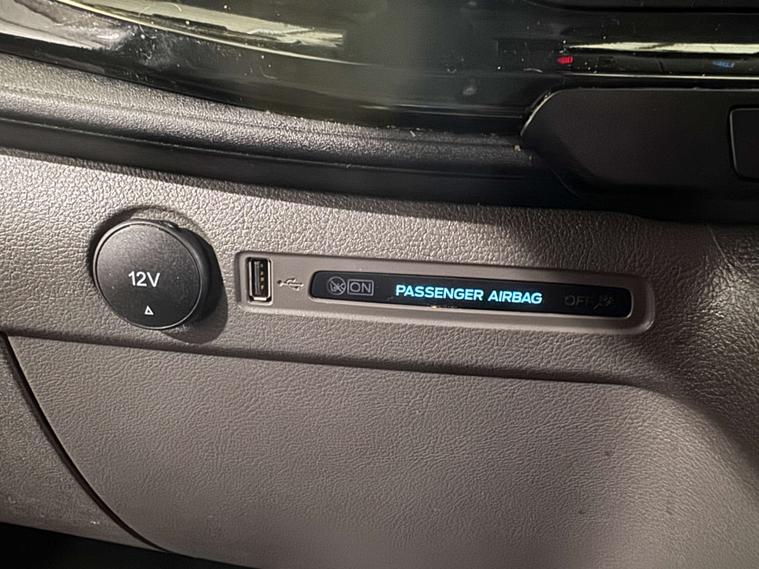 12V
ON PASSENGER AIRBAG OFF